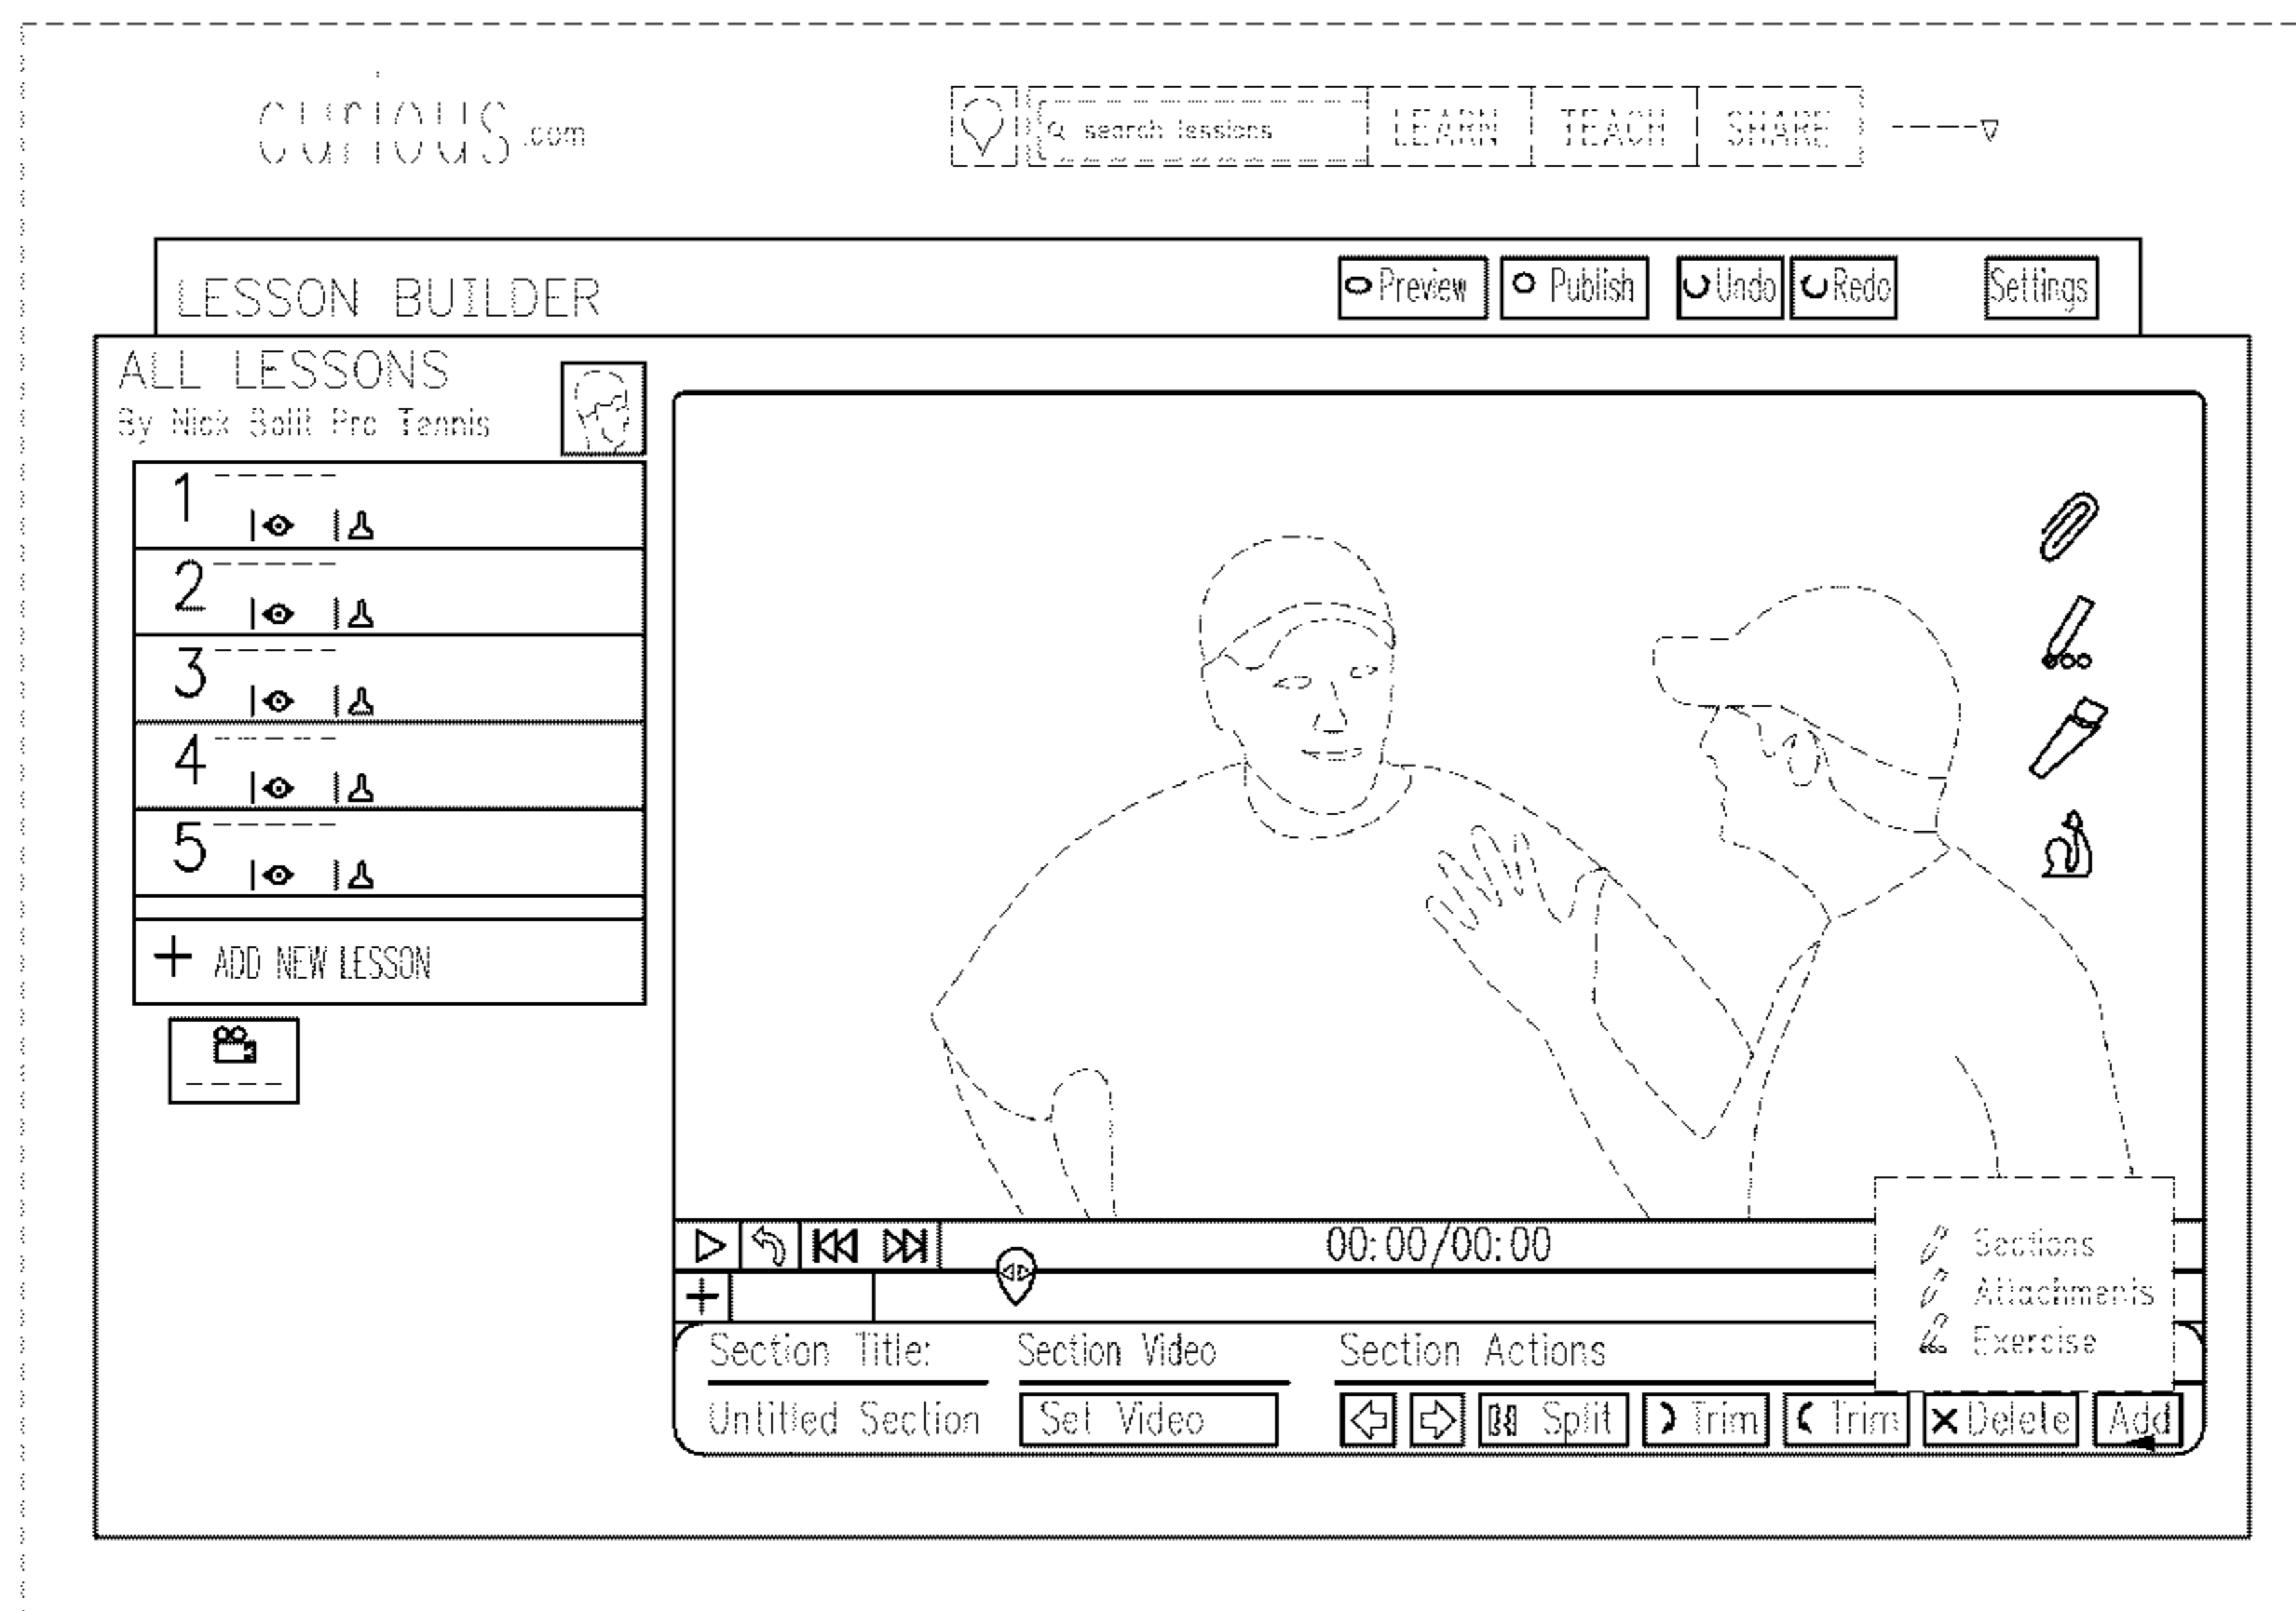 curious.com
search lessions LEARN TEACH SHARE
LESSON BUILDER
Preview Publish Undo Redo Settings
ALL LESSONS
By Nick Pro Tennis
1
2
3
4
5
+ ADD NEW LESSON
00:00/00:00
+
Sections
Attachments
Exercise
Section Title: Section Video Section Actions
Untitled Section Set Video Split Trim Trim Delete Add